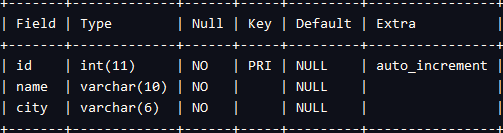 +-------+-------------+------+-----+---------+----------------+
| Field | Type        | Null | Key | Default | Extra          |
+-------+-------------+------+-----+---------+----------------+
| id    | int(11)     | NO   | PRI | NULL    | auto_increment |
| name  | varchar(10) | NO   |     | NULL    |                |
| city  | varchar(6)  | NO   |     | NULL    |                |
+-------+-------------+------+-----+---------+----------------+